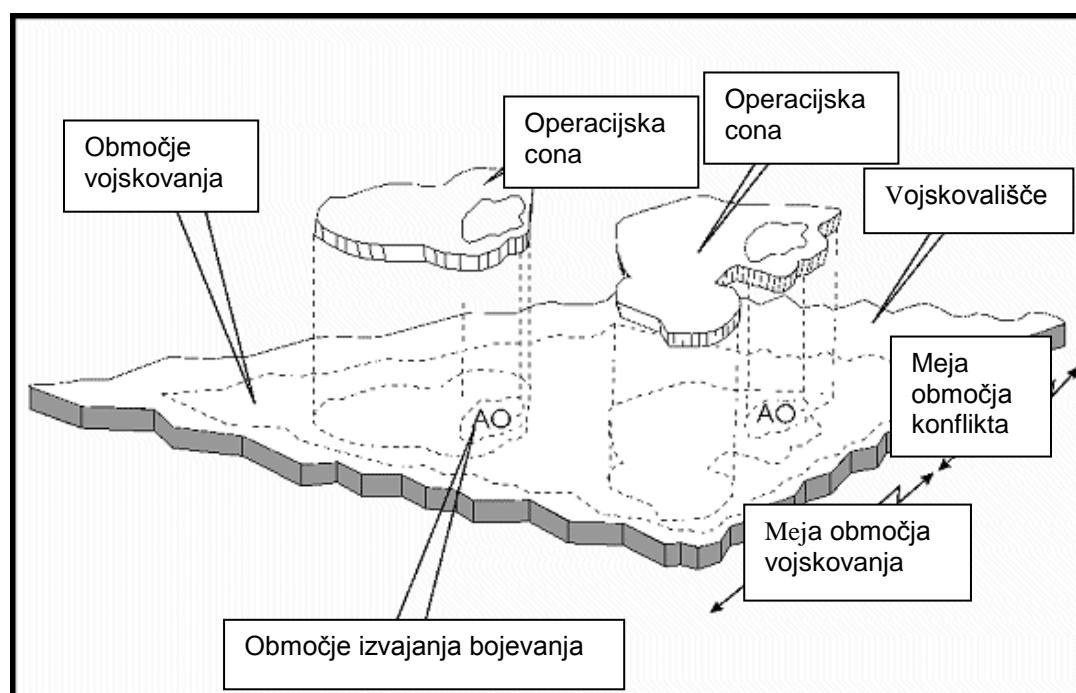 Operacijska
cona
Operacijska
cona
Območje
vojskovanja
Vojskovališče
Meja
območja
konflikta
AO
AO
Meja območja
vojskovanja
Območje izvajanja bojevanja